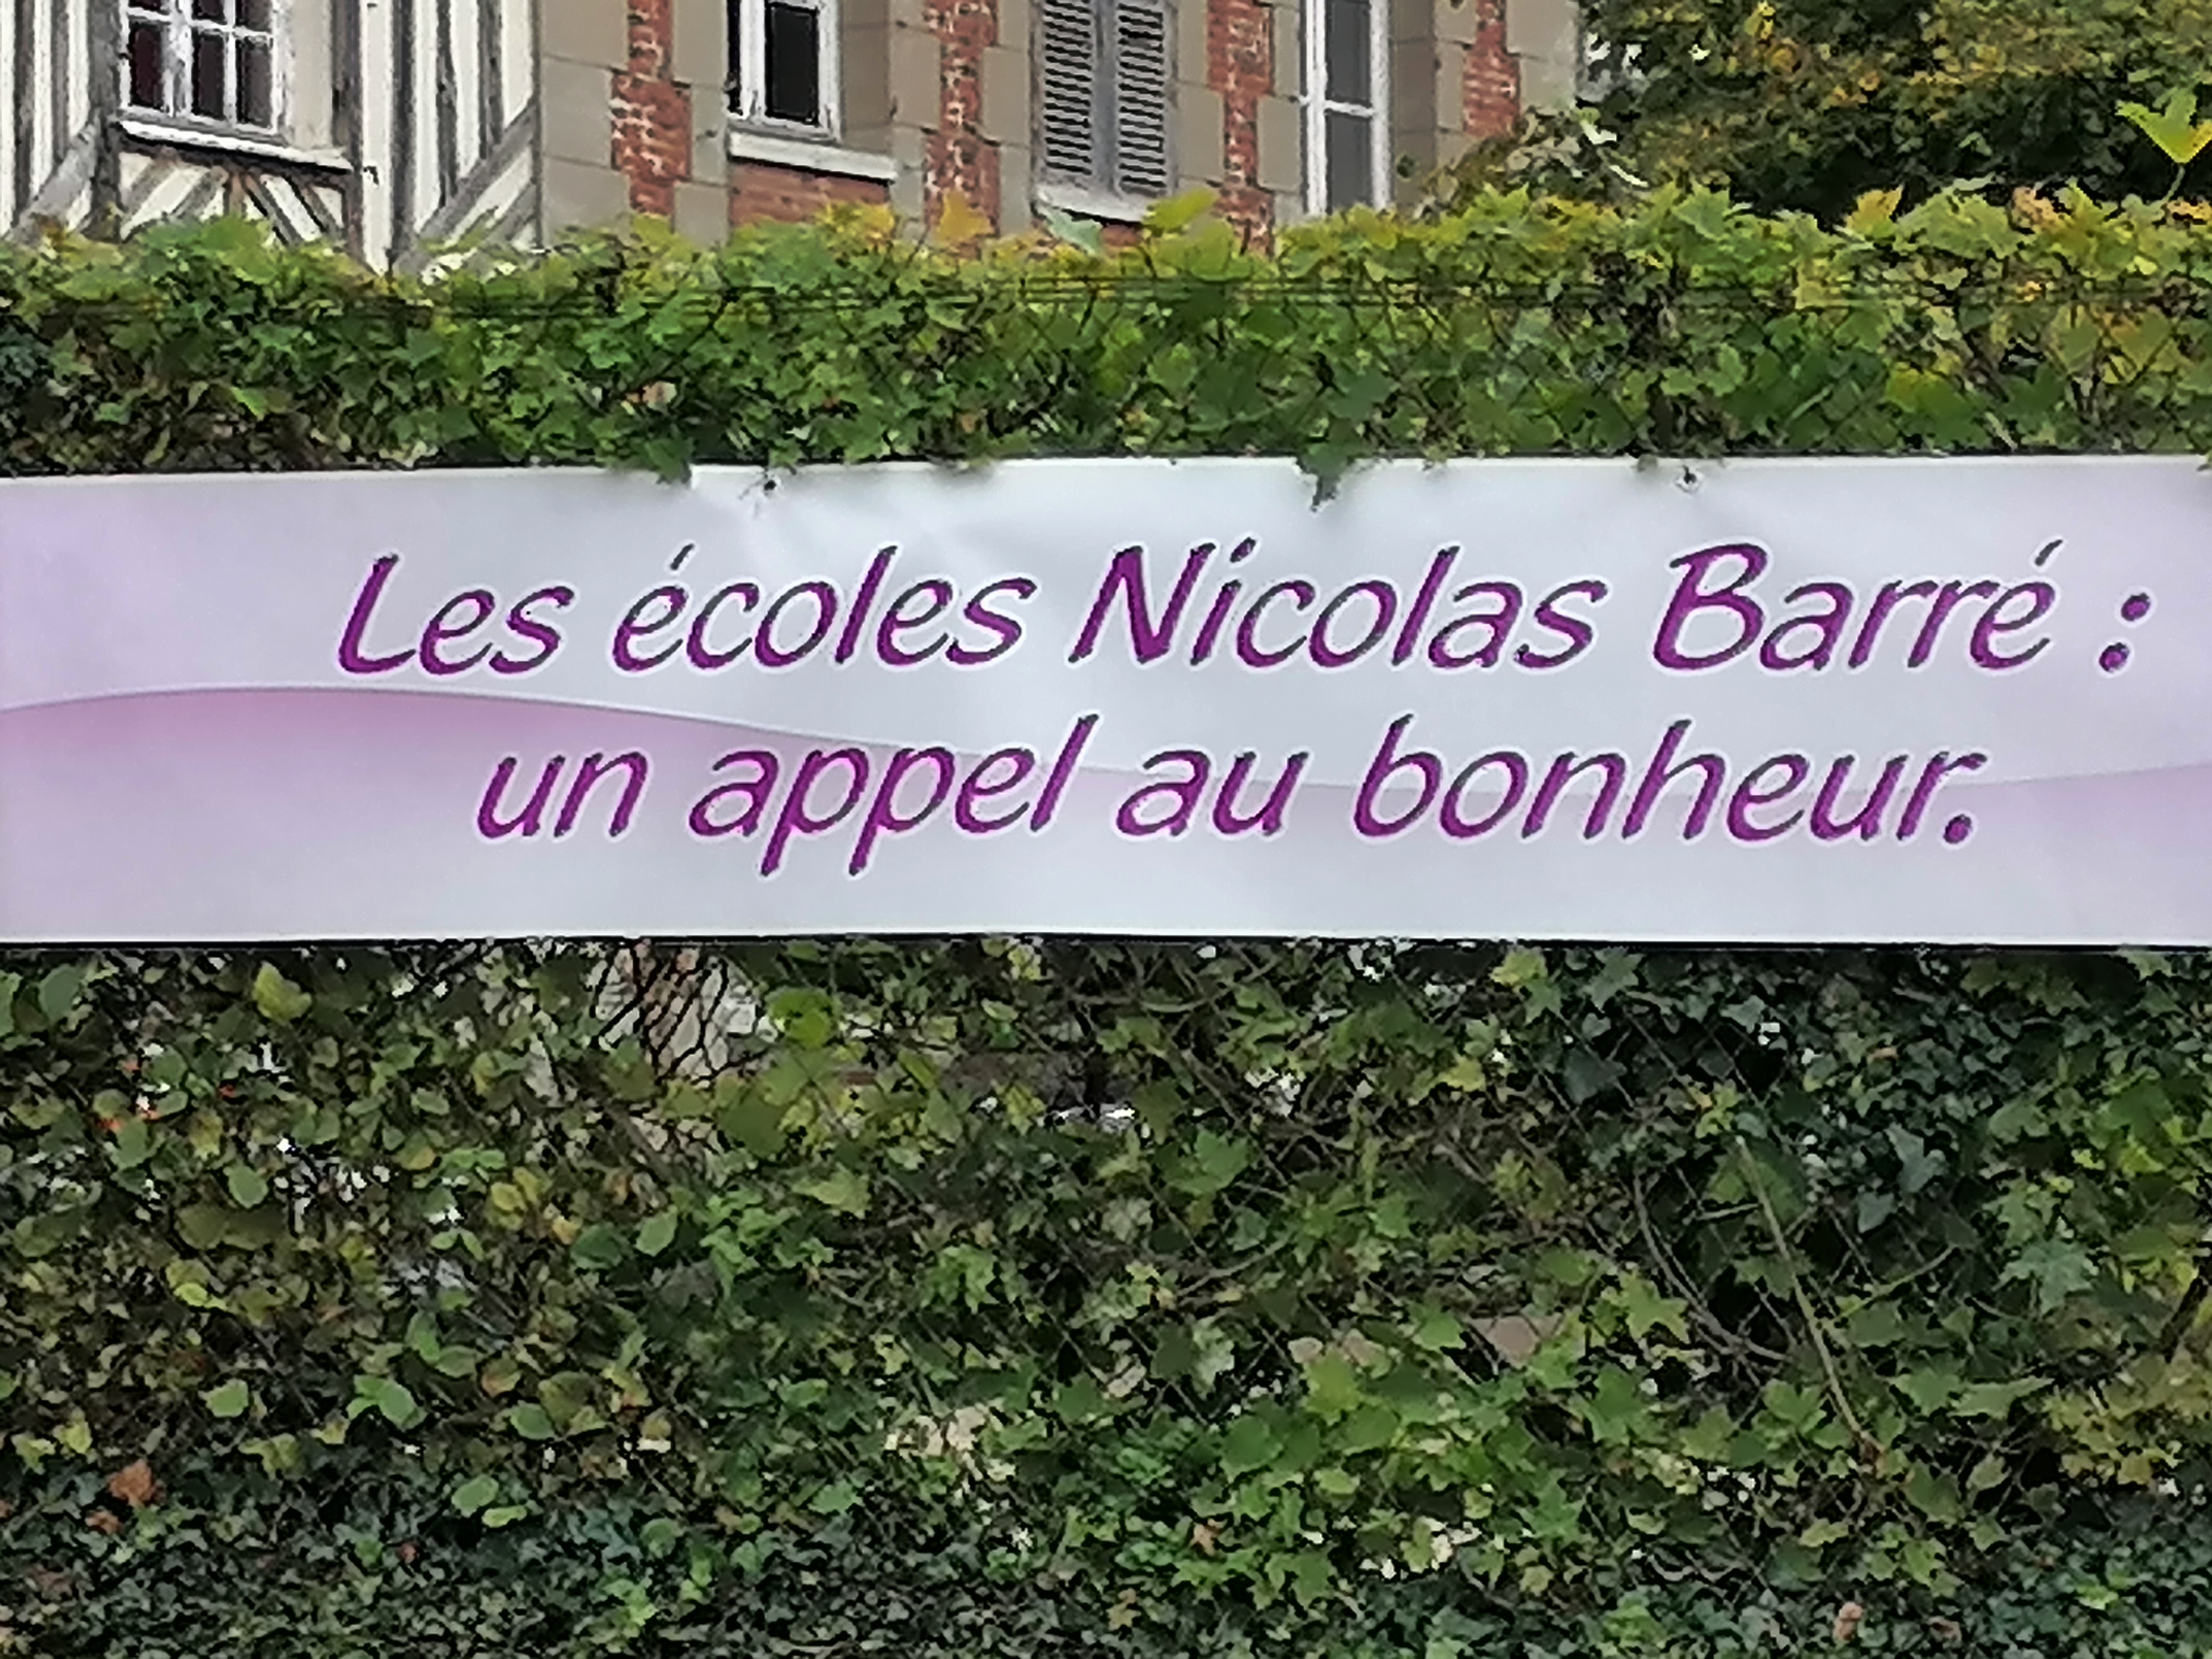 Les écoles Nicolas Barré :
un appel au bonheur.